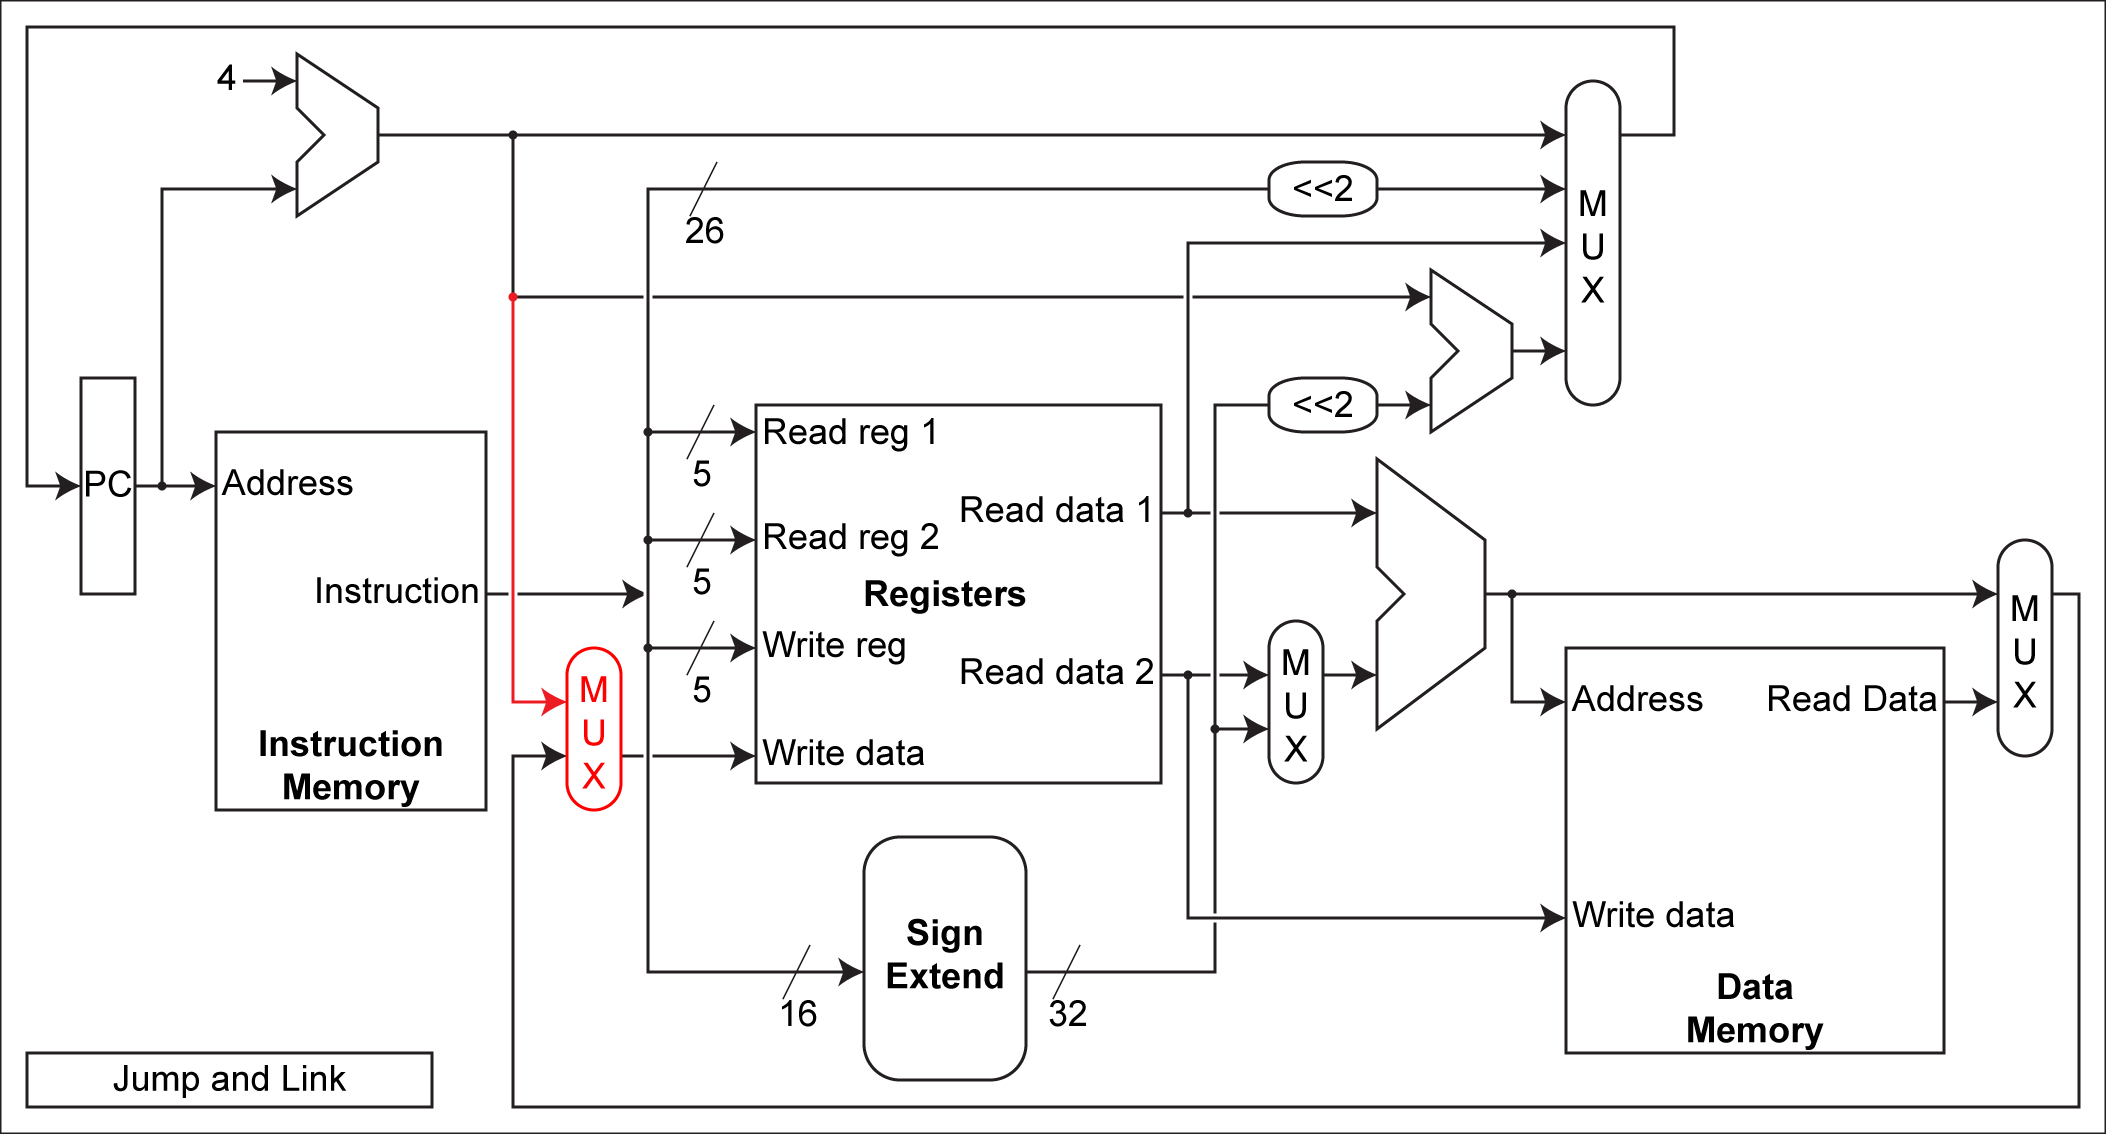 4
<<2
26
M
U
X
<<2
PC
Address
Instruction
Instruction
Memory
M
U
X
Read reg 1
5
Read reg 2
5
Write reg
5
Write data
Registers
Read data 1
Read data 2
M
U
X
Address
Read Data
Write data
Data
Memory
M
U
X
Sign
Extend
16
32
Jump and Link